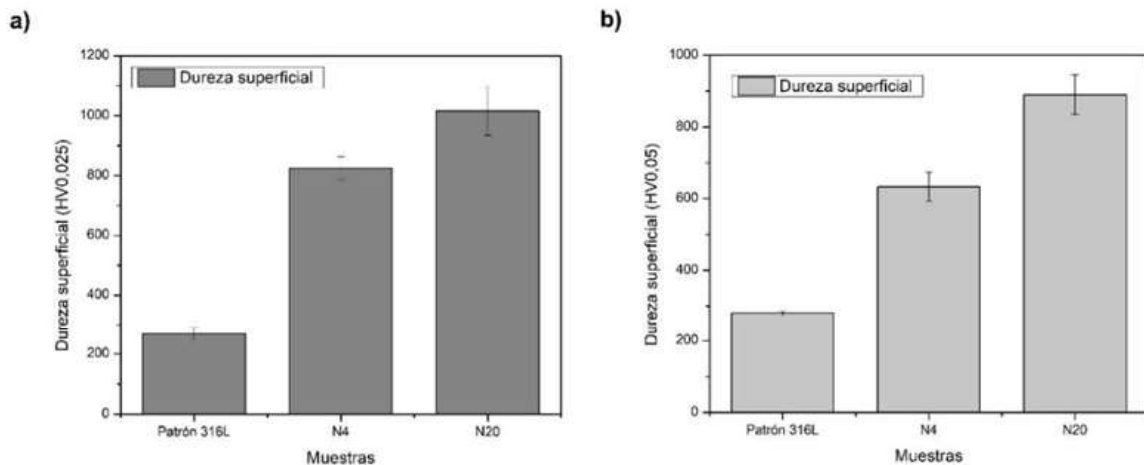 a)
1200
1000
800
600
400
200
0
Dureza superficial
Dureza superficial (HV0,025)
Patrón 316L
N4
N20
Muestras
b)
1000
800
600
400
200
0
Dureza superficial
Dureza superficial (HV0,05)
Patrón 316L
N4
N20
Muestras